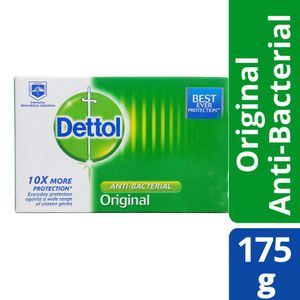 BEST
EVER
PROTECTION
Dettol
10X MORE
PROTECTION*
Everyday protection
against a wide range
of unseen germs
ANTI-BACTERIAL
Original
Original
Anti-Bacterial
175
g